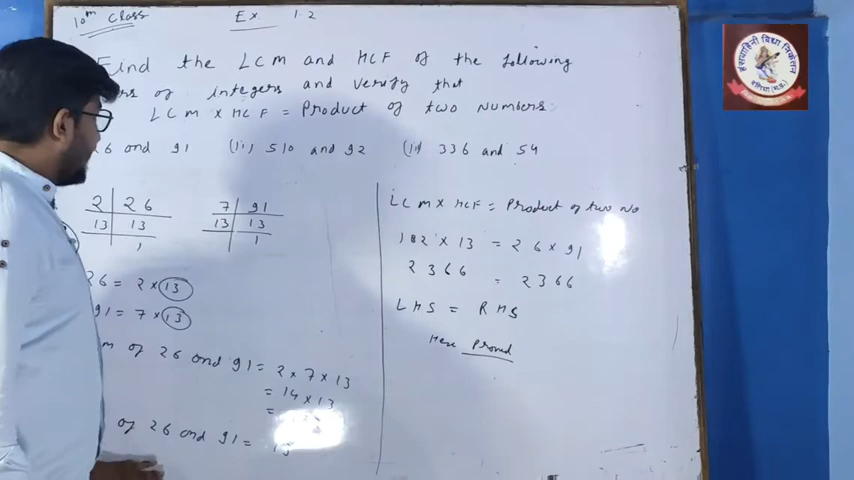 10th Class
Ex 1.2
Find the LCM and HCF of the following
of integers and verify that
LCM x HCF = Product of two Numbers
26 and 91 (ii) 510 and 92 (iii) 336 and 54
2 | 26
13 | 13
1
7 | 91
13 | 13
1
26 = 2 x 13
91 = 7 x 13
of 26 and 91 = 2 x 7 x 13
= 14 x 13
=
of 26 and 91 = 13
LCM x HCF = Product of two No
182 x 13 = 26 x 91
2366 = 2366
LHS = RHS
Hence Proved
हंसवाहिनी विद्या निकेतन